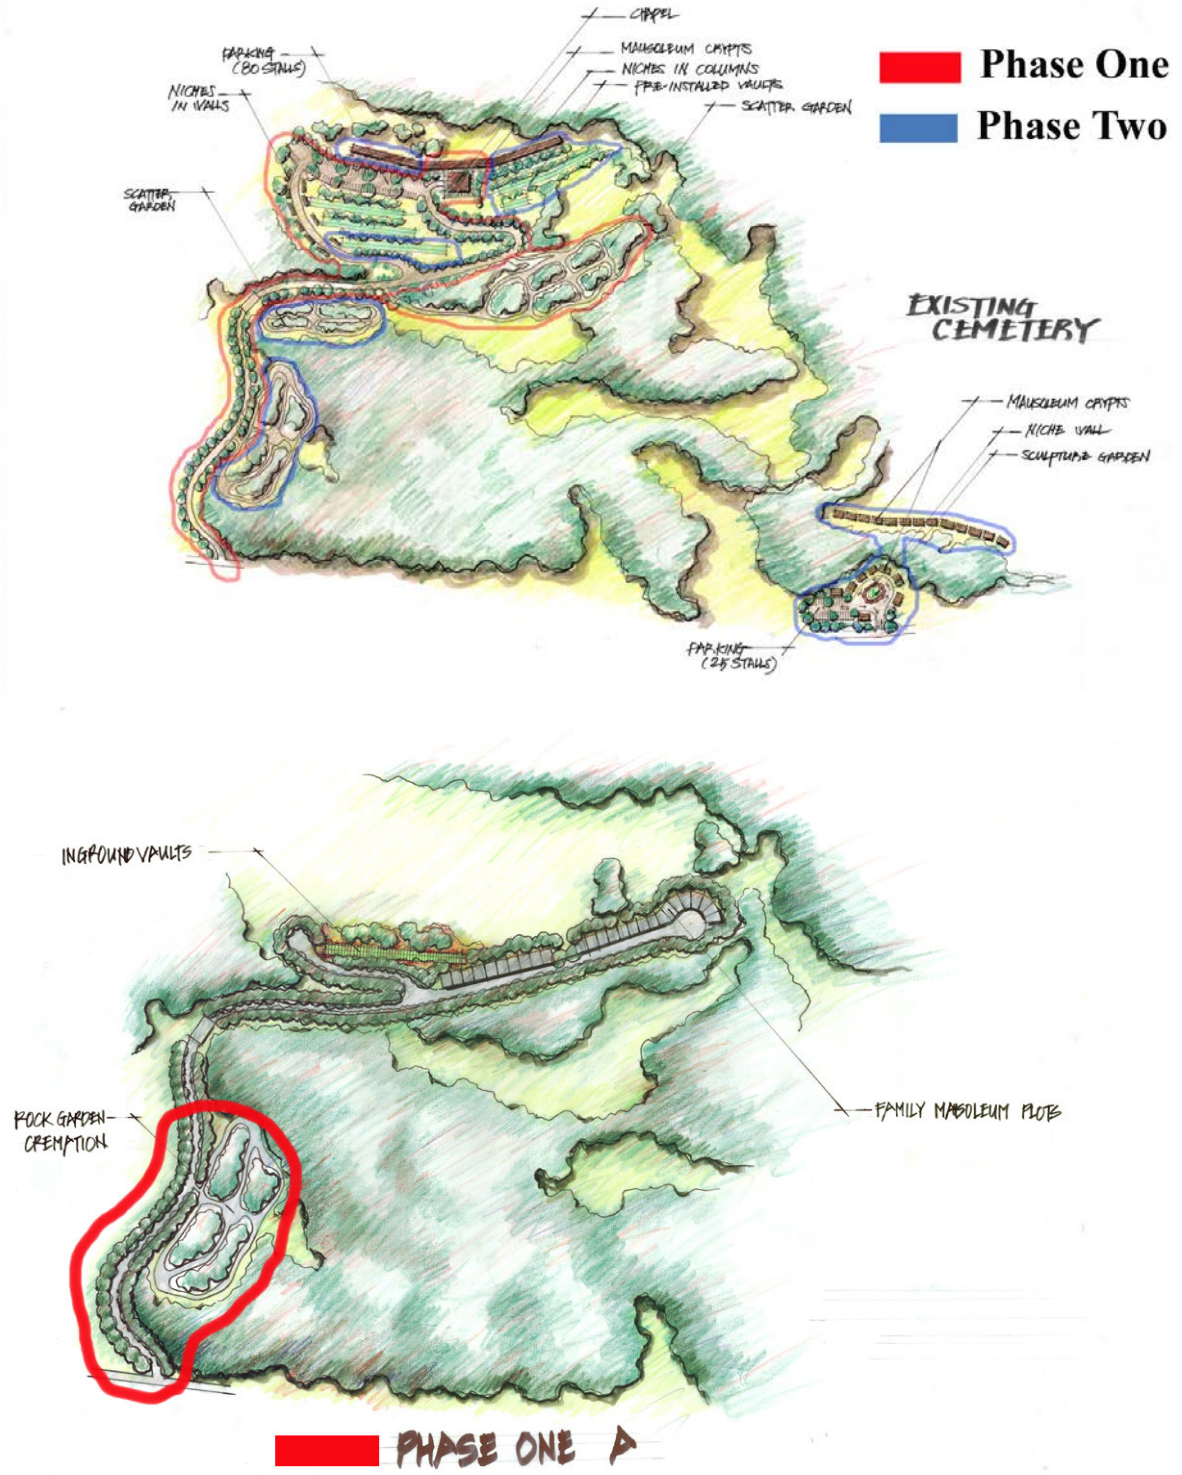 CHAPEL
PARKING
(80 STALLS)
MAUSOLEUM CRYPTS
NICHES IN COLUMNS
PRE-INSTALLED VAULTS
SCATTER GARDEN
NICHES
IN WALLS
Phase One
Phase Two
SCATTER
GARDEN
EXISTING
CEMETERY
MAUSOLEUM CRYPTS
NICHE WALL
SCULPTURE GARDEN
PARKING
(25 STALLS)
INGROUND VAULTS
ROCK GARDEN
CREMATION
FAMILY MASOLEUM PLOTS
PHASE ONE A